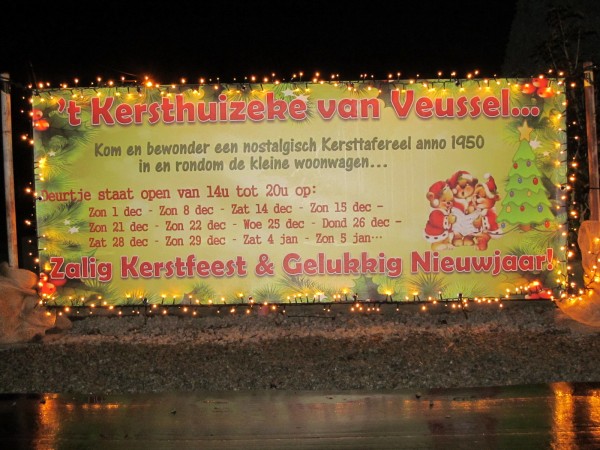 't Kersthuizeke van Veussel...
Kom en bewonder een nostalgisch Kersttafereel anno 1950
in en rondom de kleine woonwagen...
Deurtje staat open van 14u tot 20u op:
Zon 1 dec - Zon 8 dec - Zat 14 dec - Zon 15 dec -
Zon 21 dec - Zon 22 dec - Woe 25 dec - Dond 26 dec -
Zat 28 dec - Zon 29 dec - Zat 4 jan - Zon 5 jan...
Zalig Kerstfeest & Gelukkig Nieuwjaar!